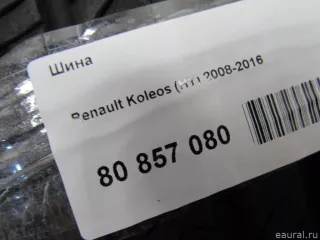 Шина
Renault Koleos (HY) 2008-2016
80 857 080
eaural.ru